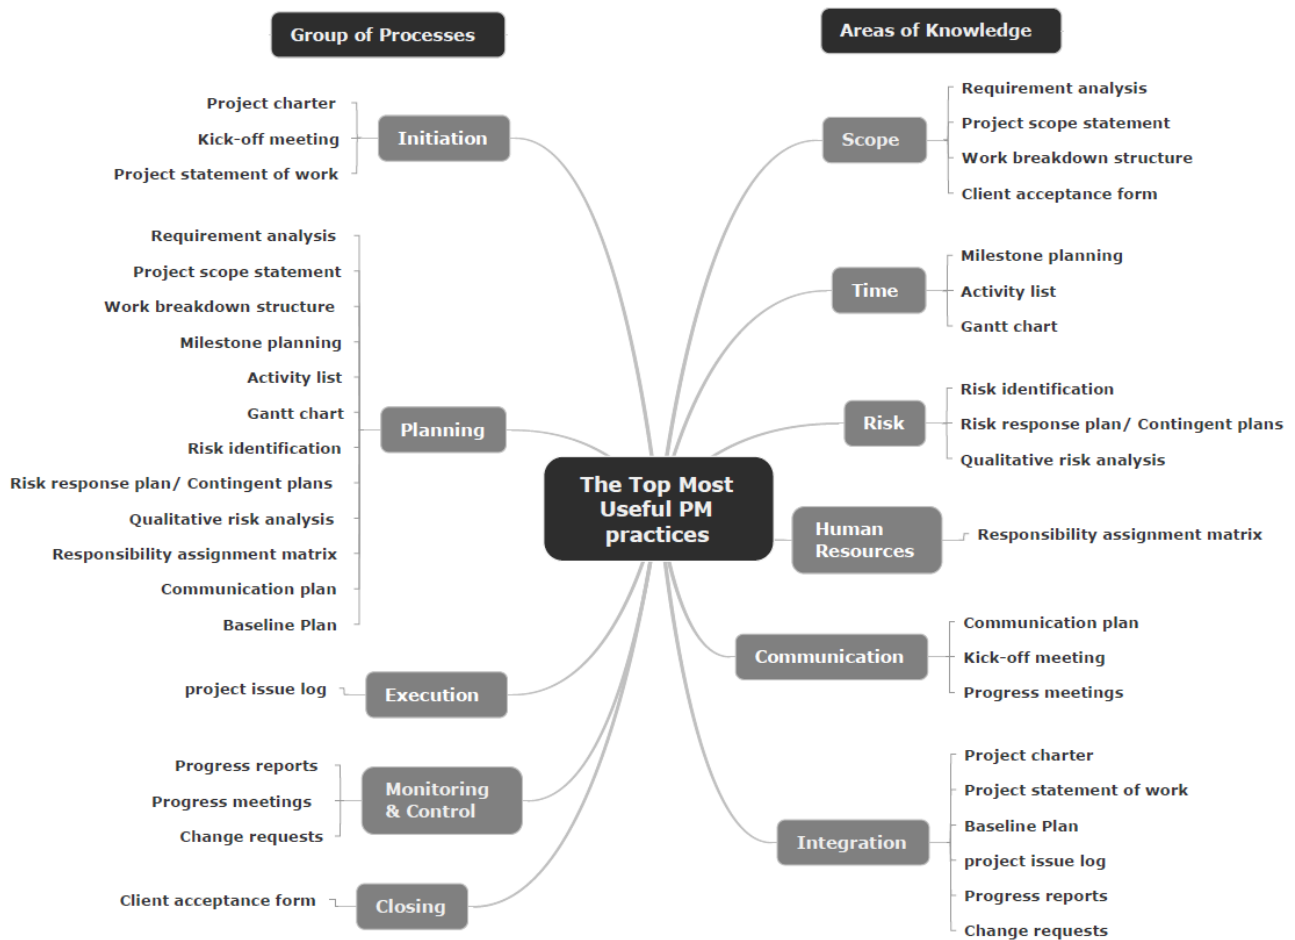 Group of Processes
Areas of Knowledge
Project charter
Kick-off meeting
Project statement of work
Initiation
Requirement analysis
Project scope statement
Work breakdown structure
Milestone planning
Activity list
Gantt chart
Risk identification
Risk response plan/ Contingent plans
Qualitative risk analysis
Responsibility assignment matrix
Communication plan
Baseline Plan
Planning
project issue log
Execution
Progress reports
Progress meetings
Change requests
Monitoring
& Control
Client acceptance form
Closing
The Top Most
Useful PM
practices
Scope
Requirement analysis
Project scope statement
Work breakdown structure
Client acceptance form
Time
Milestone planning
Activity list
Gantt chart
Risk
Risk identification
Risk response plan/ Contingent plans
Qualitative risk analysis
Human
Resources
Responsibility assignment matrix
Communication
Communication plan
Kick-off meeting
Progress meetings
Integration
Project charter
Project statement of work
Baseline Plan
project issue log
Progress reports
Change requests